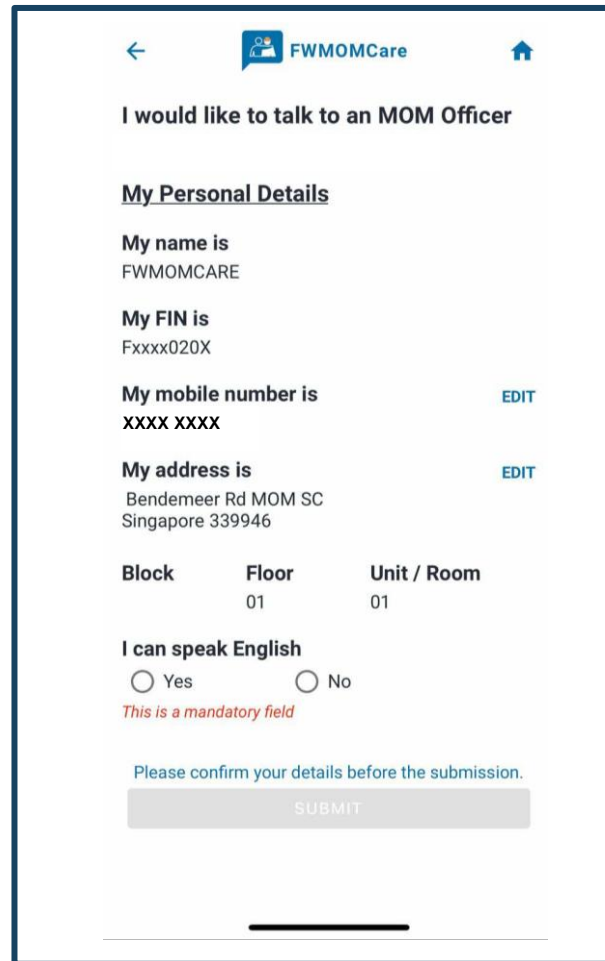 FWMOMCare
I would like to talk to an MOM Officer
My Personal Details
My name is
FWMOMCARE
My FIN is
Fxxxx020X
My mobile number is EDIT
XXXX XXXX
My address is EDIT
Bendemeer Rd MOM SC
Singapore 339946
Block Floor Unit / Room
01 01
I can speak English
Yes No
This is a mandatory field
Please confirm your details before the submission.
SUBMIT